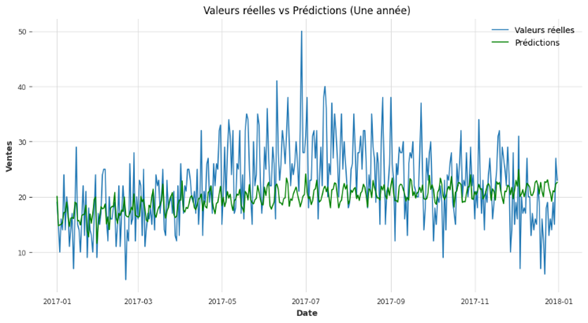 Valeurs réelles vs Prédictions (Une année)
Valeurs réelles
Prédictions
50
40
30
20
10
Ventes
2017-01 2017-03 2017-05 2017-07 2017-09 2017-11 2018-01
Date